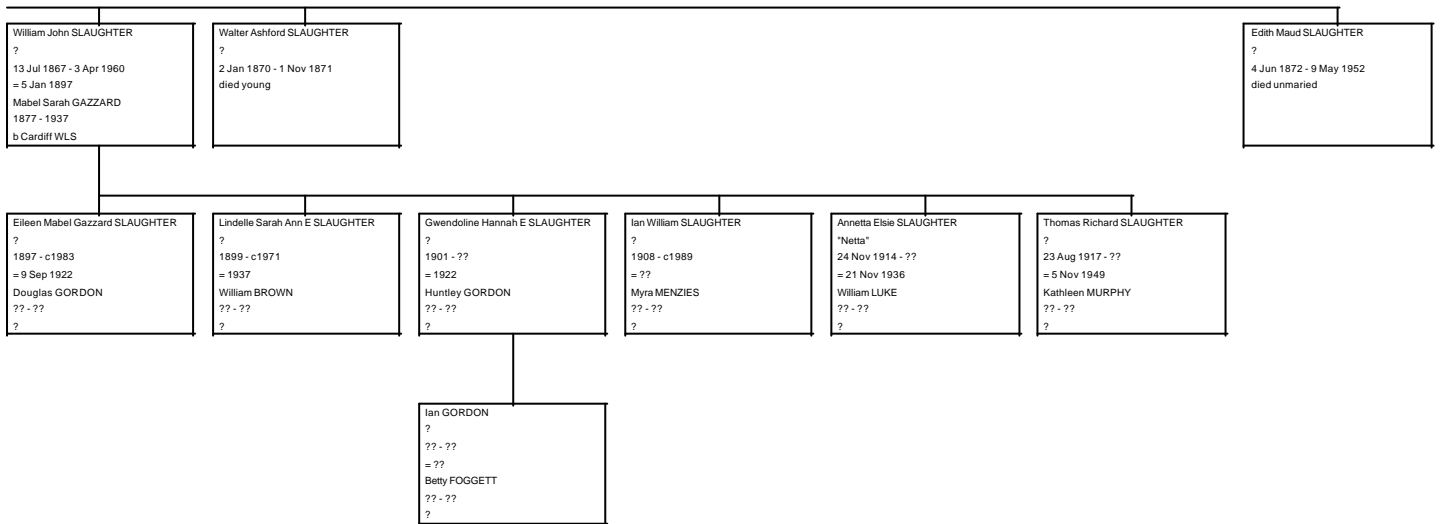 William John SLAUGHTER
?
13 Jul 1867 - 3 Apr 1960
= 5 Jan 1897
Mabel Sarah GAZZARD
1877 - 1937
b Cardiff WLS
Walter Ashford SLAUGHTER
?
2 Jan 1870 - 1 Nov 1871
died young
Edith Maud SLAUGHTER
?
4 Jun 1872 - 9 May 1952
died unmaried
Eileen Mabel Gazzard SLAUGHTER
?
1897 - c1983
= 9 Sep 1922
Douglas GORDON
?? - ??
?
Lindelle Sarah Ann E SLAUGHTER
?
1899 - c1971
= 1937
William BROWN
?? - ??
?
Gwendoline Hannah E SLAUGHTER
?
1901 - ??
= 1922
Huntley GORDON
?? - ??
?
Ian William SLAUGHTER
?
1908 - c1989
= ??
Myra MENZIES
?? - ??
?
Annetta Elsie SLAUGHTER
"Netta"
24 Nov 1914 - ??
= 21 Nov 1936
William LUKE
?? - ??
?
Thomas Richard SLAUGHTER
?
23 Aug 1917 - ??
= 5 Nov 1949
Kathleen MURPHY
?? - ??
?
Ian GORDON
?
?? - ??
= ??
Betty FOGGETT
?? - ??
?